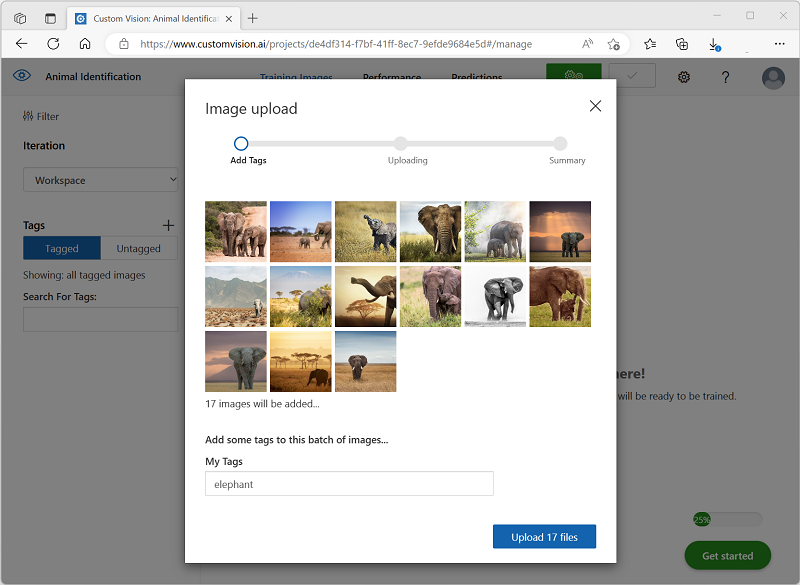 Custom Vision: Animal Identifica
https://www.customvision.ai/projects/de4df314-f7bf-41ff-8ec7-9efde9684e5d#/manage
Animal Identification
Training Images
Performance
Predictions
Filter
Iteration
Workspace
Tags
Tagged
Untagged
Showing: all tagged images
Search For Tags:
Image upload
Add Tags
Uploading
Summary
17 images will be added...
Add some tags to this batch of images...
My Tags
elephant
Upload 17 files
here!
will be ready to be trained.
25%
Get started